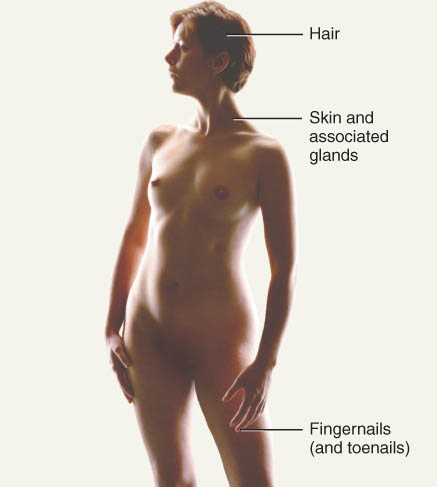 Hair
Skin and
associated
glands
Fingernails
(and toenails)